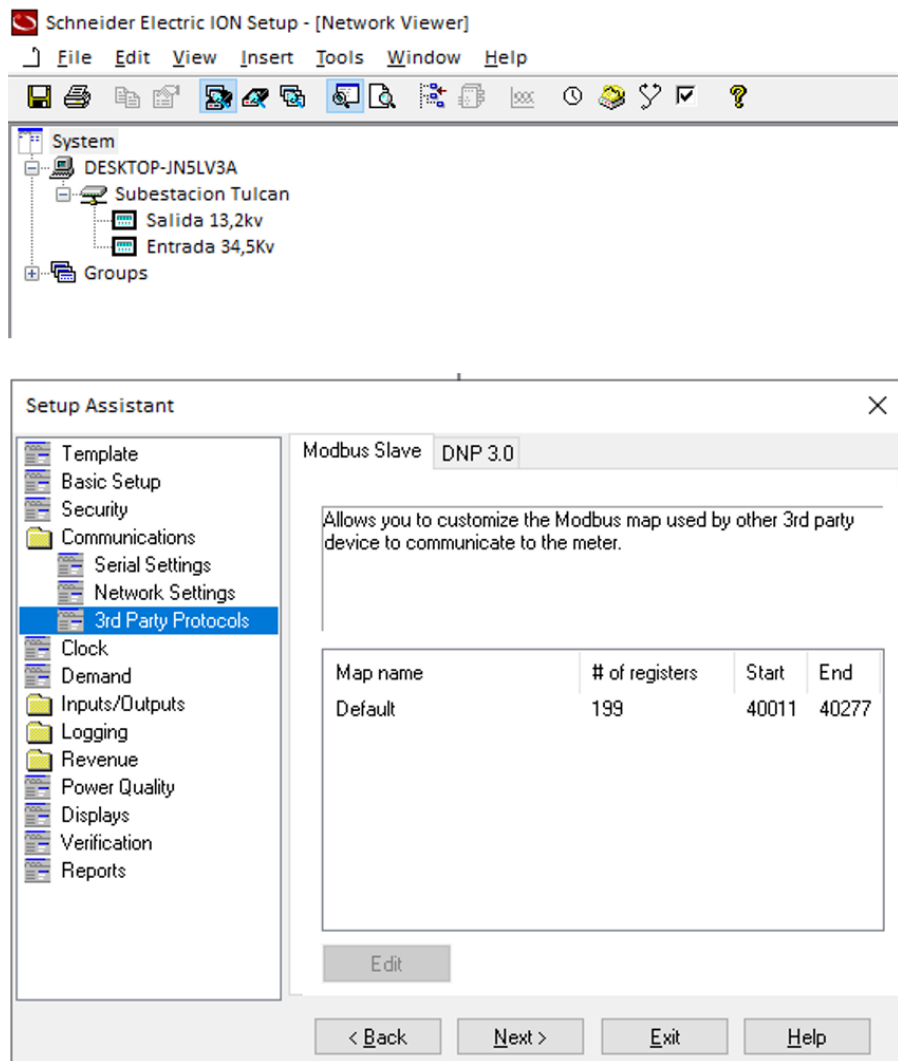 Schneider Electric ION Setup - [Network Viewer]
File Edit View Insert Tools Window Help
System
DESKTOP-JN5LV3A
Subestacion Tulcan
Salida 13,2kv
Entrada 34,5Kv
Groups
Setup Assistant
Template
Basic Setup
Security
Communications
Serial Settings
Network Settings
3rd Party Protocols
Clock
Demand
Inputs/Outputs
Logging
Revenue
Power Quality
Displays
Verification
Reports
Modbus Slave DNP 3.0
Allows you to customize the Modbus map used by other 3rd party
device to communicate to the meter.
Map name # of registers Start End
Default 199 40011 40277
Edit
< Back Next > Exit Help